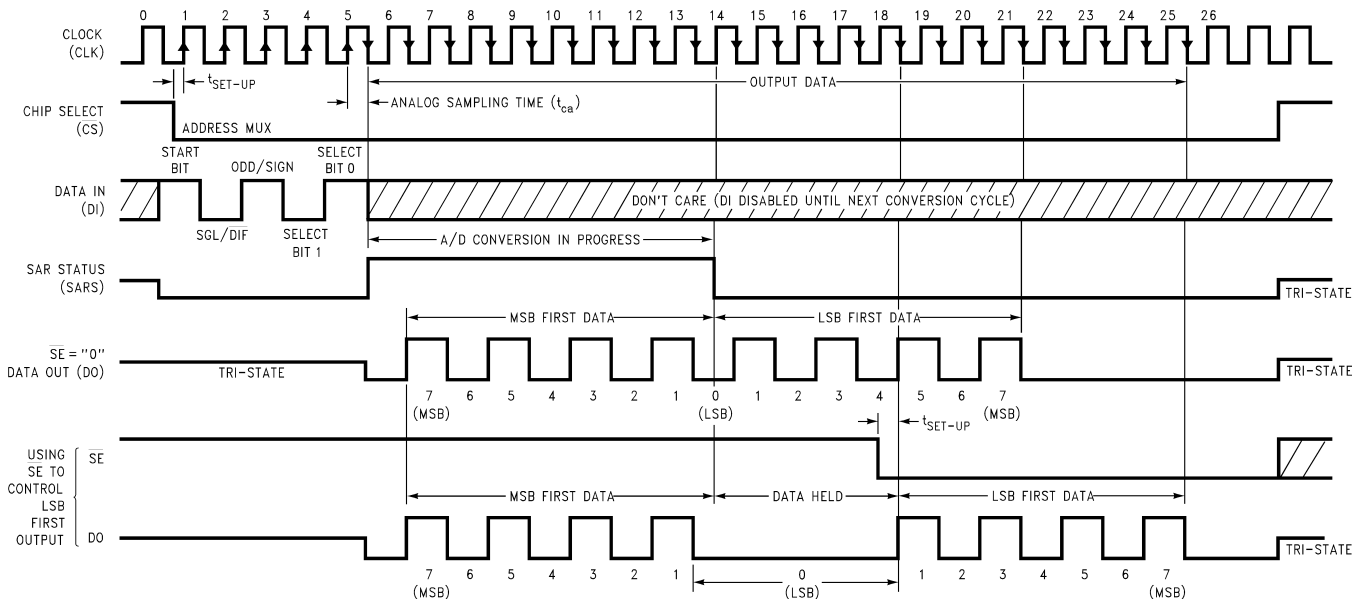 0 1 2 3 4 5 6 7 8 9 10 11 12 13 14 15 16 17 18 19 20 21 22 23 24 25 26
CLOCK
(CLK)
tSET-UP
OUTPUT DATA
ANALOG SAMPLING TIME (tca)
CHIP SELECT
(CS)
ADDRESS MUX
START
BIT
ODD/SIGN
SELECT
BIT 0
DATA IN
(DI)
DON'T CARE (DI DISABLED UNTIL NEXT CONVERSION CYCLE)
SGL/DIF
SELECT
BIT 1
A/D CONVERSION IN PROGRESS
SAR STATUS
(SARS)
TRI-STATE
MSB FIRST DATA
LSB FIRST DATA
SE = "0"
DATA OUT (DO)
TRI-STATE
TRI-STATE
7 6 5 4 3 2 1 0 1 2 3 4 5 6 7
(MSB) (LSB) (MSB)
tSET-UP
USING
SE TO
CONTROL
LSB
FIRST
OUTPUT
SE
MSB FIRST DATA
DATA HELD
LSB FIRST DATA
DO
TRI-STATE
7 6 5 4 3 2 1 0 1 2 3 4 5 6 7
(MSB) (LSB) (MSB)